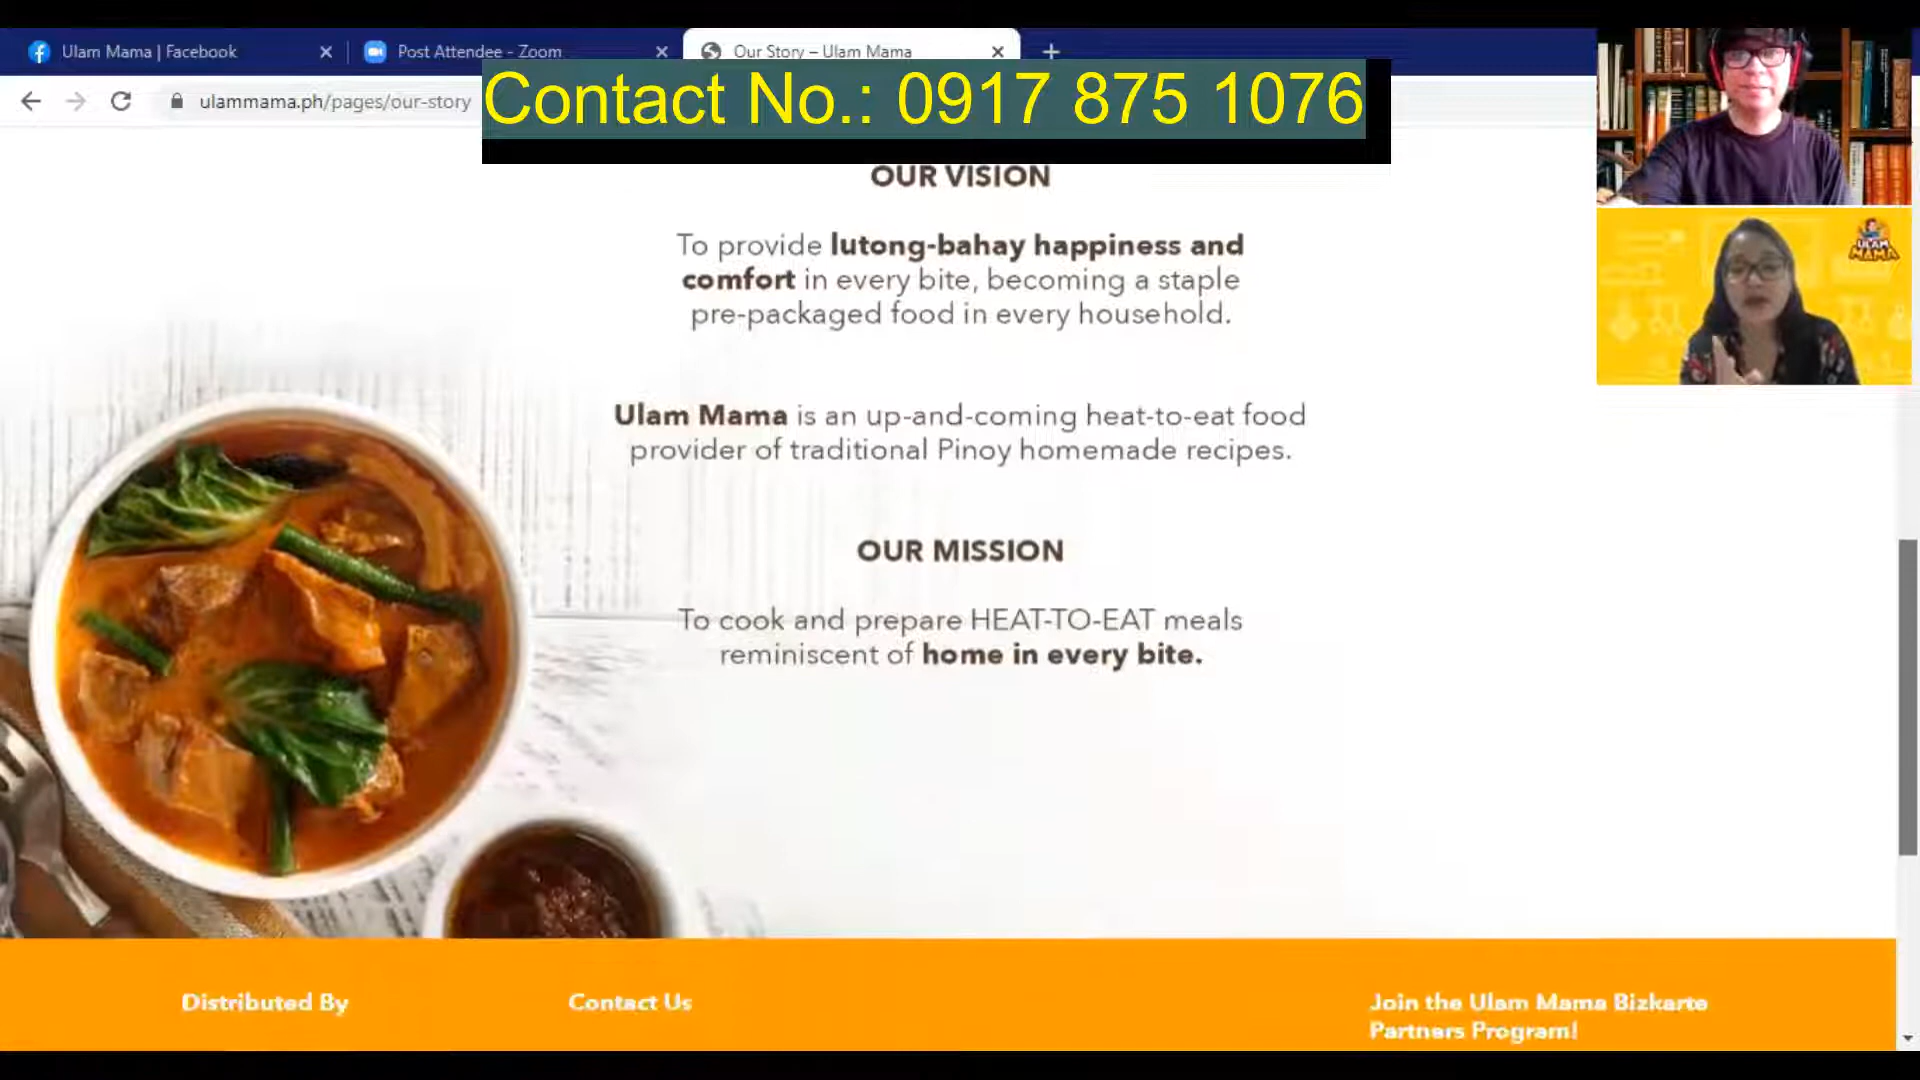 Ulam Mama | Facebook
Post Attendee - Zoom
Our Story – Ulam Mama
ulammama.ph/pages/our-story
Contact No.: 0917 875 1076
ULAM
MAMA
OUR VISION
To provide lutong-bahay happiness and
comfort in every bite, becoming a staple
pre-packaged food in every household.
Ulam Mama is an up-and-coming heat-to-eat food
provider of traditional Pinoy homemade recipes.
OUR MISSION
To cook and prepare HEAT-TO-EAT meals
reminiscent of home in every bite.
Distributed By
Contact Us
Join the Ulam Mama Bizkarte
Partners Program!